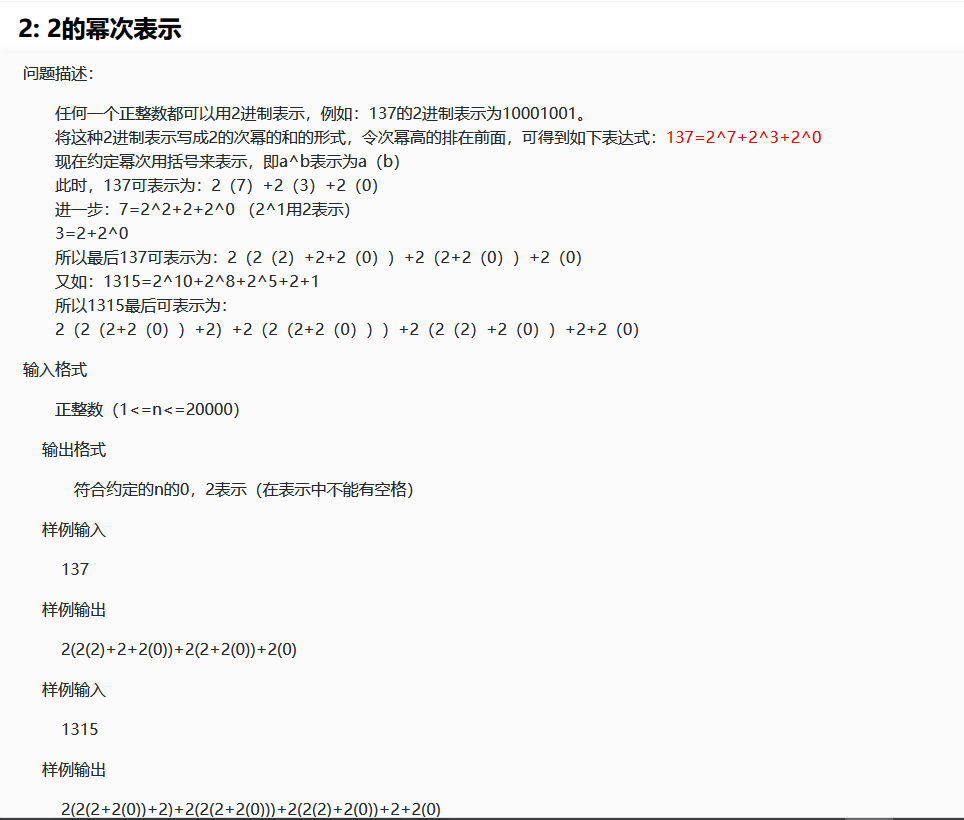 2: 2的幂次表示
问题描述：
任何一个正整数都可以用2进制表示，例如：137的2进制表示为10001001。
将这种2进制表示写成2的次幂的和的形式，令次幂高的排在前面，可得到如下表达式：137=2^7+2^3+2^0
现在约定幂次用括号来表示，即a^b表示为a（b）
此时，137可表示为：2（7）+2（3）+2（0）
进一步：7=2^2+2+2^0 （2^1用2表示）
3=2+2^0
所以最后137可表示为：2（2（2）+2+2（0））+2（2+2（0））+2（0）
又如：1315=2^10+2^8+2^5+2+1
所以1315最后可表示为：
2（2（2+2（0））+2）+2（2（2+2（0）））+2（2（2）+2（0））+2+2（0）
输入格式
正整数（1<=n<=20000）
输出格式
符合约定的n的0，2表示（在表示中不能有空格）
样例输入
137
样例输出
2(2(2)+2+2(0))+2(2+2(0))+2(0)
样例输入
1315
样例输出
2(2(2+2(0))+2)+2(2(2+2(0)))+2(2(2)+2(0))+2+2(0)